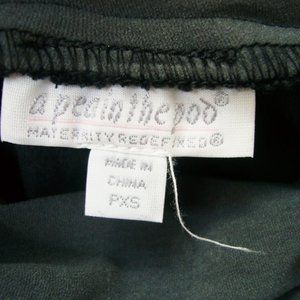 a pea in the pod®
MATERNITY REDEFINED®
MADE IN
CHINA
PXS